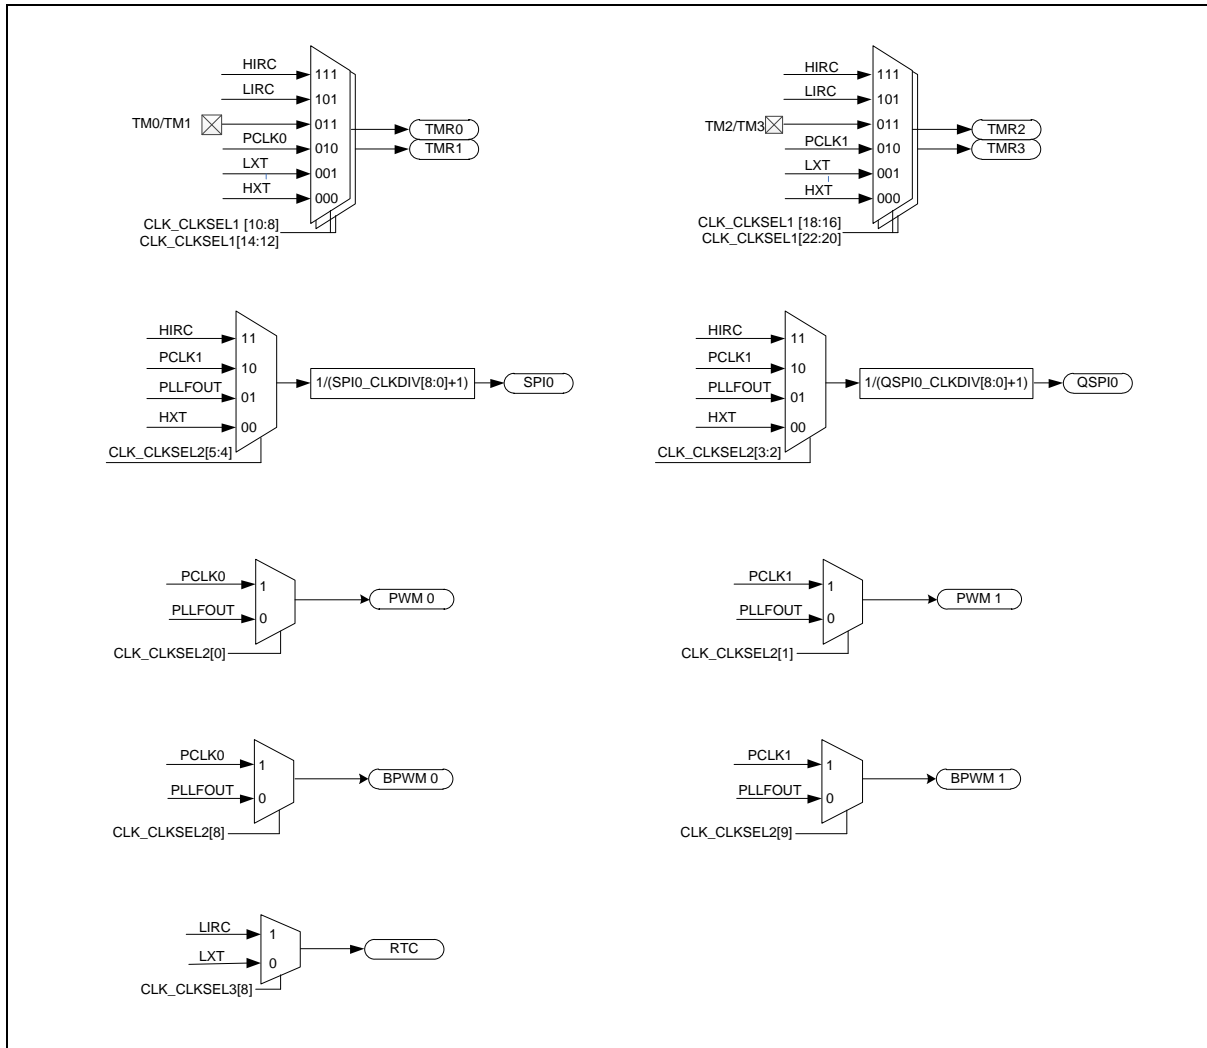 HIRC
111
LIRC
101
TM0/TM1
011
PCLK0
010
LXT
001
HXT
000
TMR0
TMR1
CLK_CLKSEL1 [10:8]
CLK_CLKSEL1[14:12]
HIRC
111
LIRC
101
TM2/TM3
011
PCLK1
010
LXT
001
HXT
000
TMR2
TMR3
CLK_CLKSEL1 [18:16]
CLK_CLKSEL1[22:20]
HIRC
11
PCLK1
10
PLLFOUT
01
HXT
00
1/(SPI0_CLKDIV[8:0]+1)
SPI0
CLK_CLKSEL2[5:4]
HIRC
11
PCLK1
10
PLLFOUT
01
HXT
00
1/(QSPI0_CLKDIV[8:0]+1)
QSPI0
CLK_CLKSEL2[3:2]
PCLK0
1
PLLFOUT
0
PWM 0
CLK_CLKSEL2[0]
PCLK1
1
PLLFOUT
0
PWM 1
CLK_CLKSEL2[1]
PCLK0
1
PLLFOUT
0
BPWM 0
CLK_CLKSEL2[8]
PCLK1
1
PLLFOUT
0
BPWM 1
CLK_CLKSEL2[9]
LIRC
1
LXT
0
RTC
CLK_CLKSEL3[8]